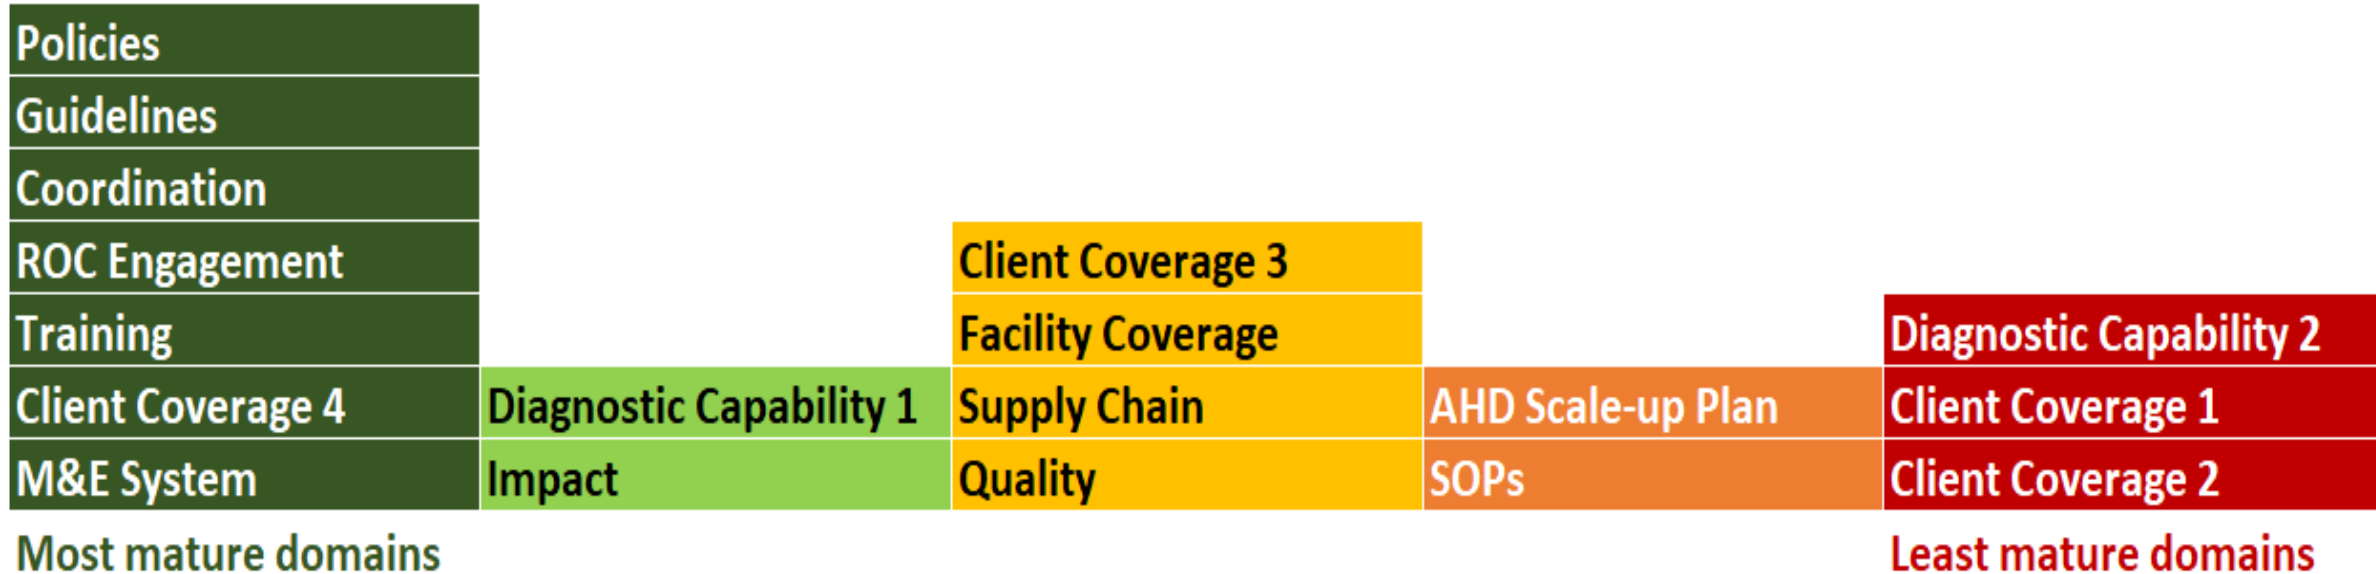 Policies
Guidelines
Coordination
ROC Engagement
Client Coverage 3
Training
Facility Coverage
Diagnostic Capability 2
Client Coverage 4
Diagnostic Capability 1
Supply Chain
AHD Scale-up Plan
Client Coverage 1
M&E System
Impact
Quality
SOPs
Client Coverage 2
Most mature domains
Least mature domains